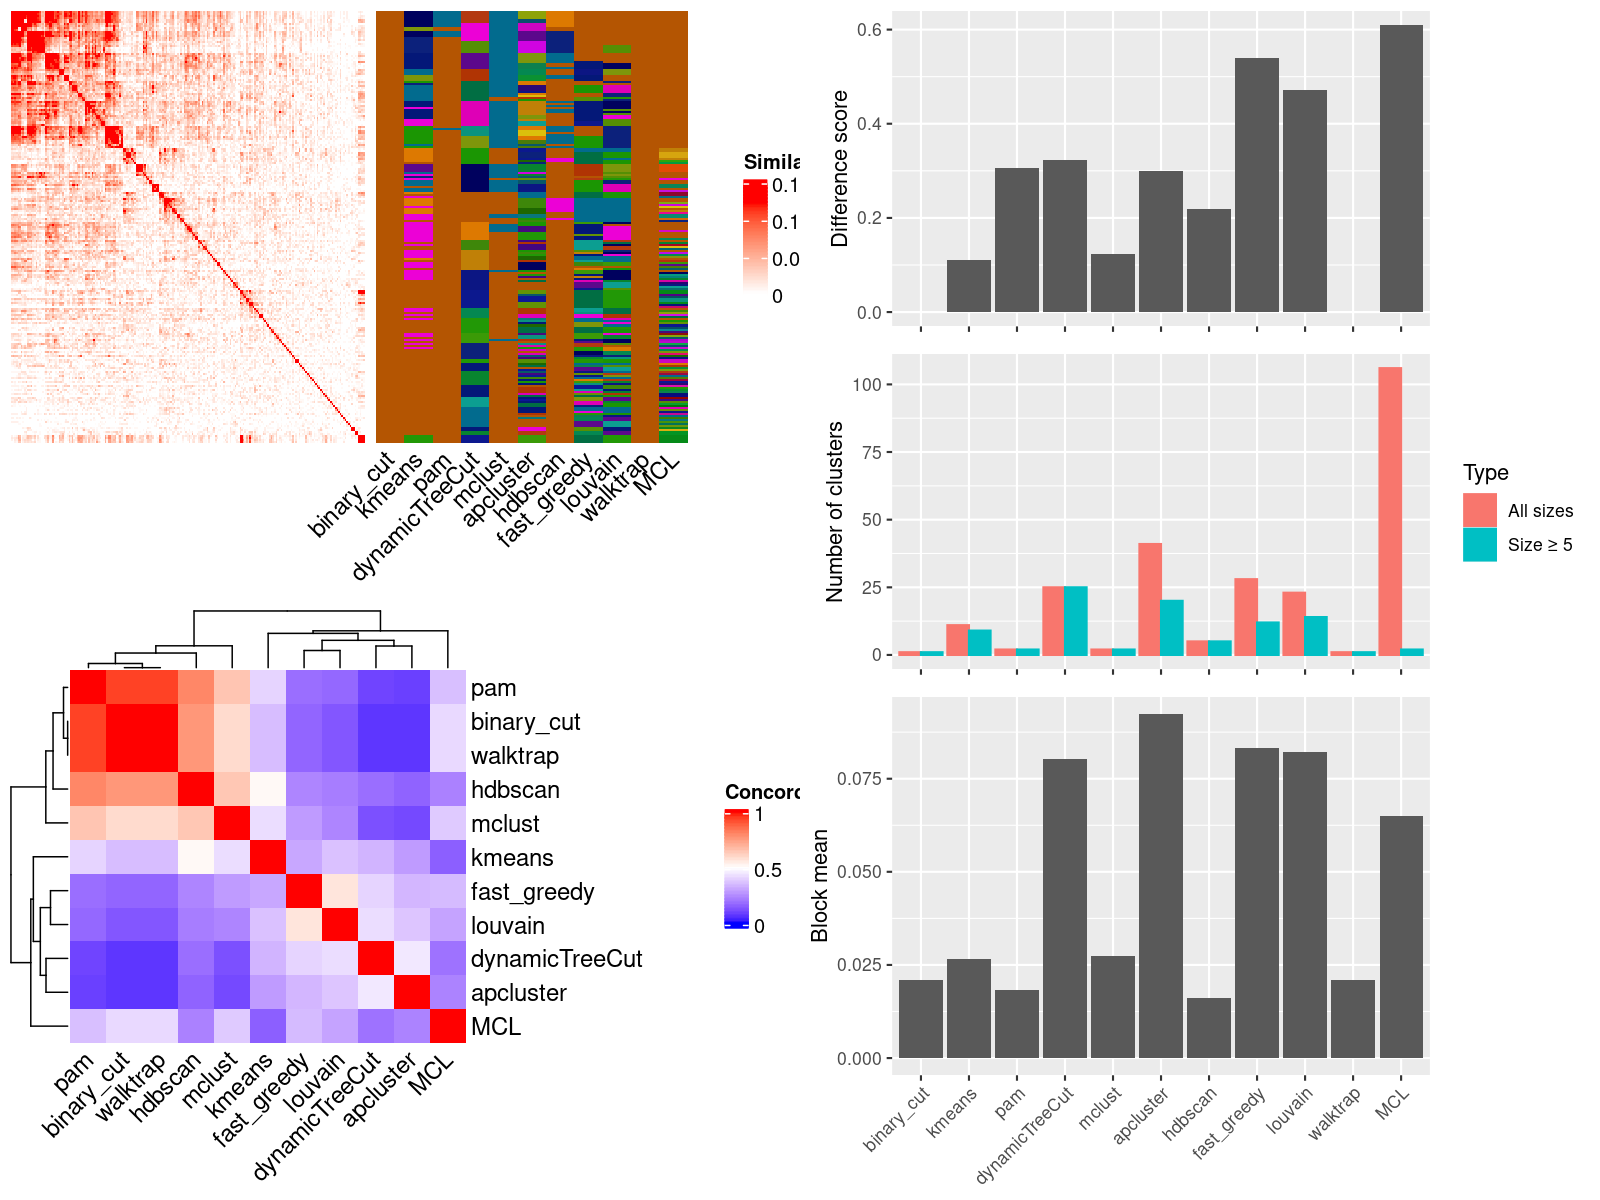 Simila
0.1
0.1
0.0
0
binary_cut
kmeans
pam
dynamicTreeCut
mclust
apcluster
hdbscan
fast_greedy
louvain
walktrap
MCL
pam
binary_cut
walktrap
hdbscan
mclust
kmeans
fast_greedy
louvain
dynamicTreeCut
apcluster
MCL
pam
binary_cut
walktrap
hdbscan
mclust
kmeans
fast_greedy
louvain
dynamicTreeCut
apcluster
MCL
Concord
1
0.5
0
Difference score
0.6
0.4
0.2
0.0
Number of clusters
100
75
50
25
0
Type
All sizes
Size ≥ 5
Block mean
0.075
0.050
0.025
0.000
binary_cut
kmeans
pam
dynamicTreeCut
mclust
apcluster
hdbscan
fast_greedy
louvain
walktrap
MCL